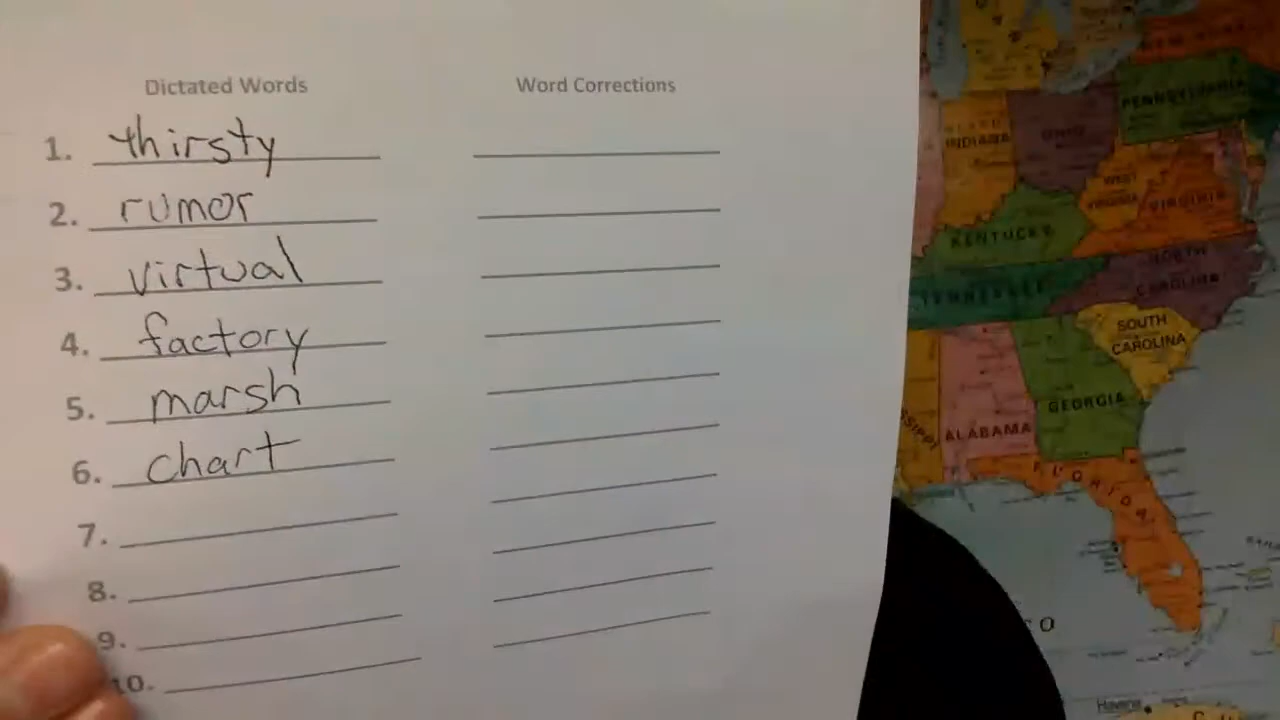 Dictated Words Word Corrections
1. thirsty
2. rumor
3. virtual
4. factory
5. marsh
6. chart
7.
8.
9.
10.
INDIANA
OHIO
PENNSYLVANIA
WEST
VIRGINIA
VIRGINIA
KENTUCKY
TENNESSEE
NORTH
CAROLINA
SOUTH
CAROLINA
GEORGIA
ALABAMA
FLORIDA
Havana